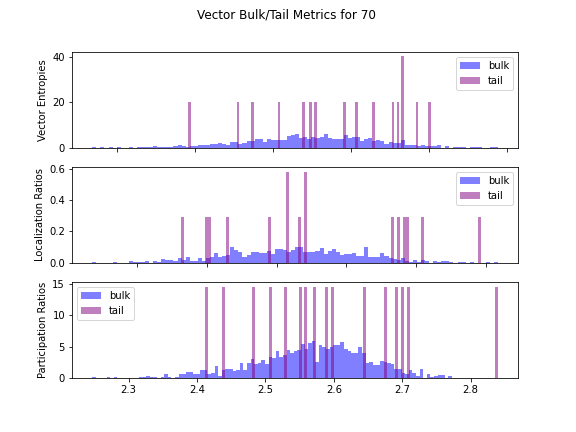 Vector Bulk/Tail Metrics for 70
Vector Entropies
40
20
0
bulk
tail
Localization Ratios
0.6
0.4
0.2
0.0
bulk
tail
Participation Ratios
15
10
5
0
bulk
tail
2.3 2.4 2.5 2.6 2.7 2.8